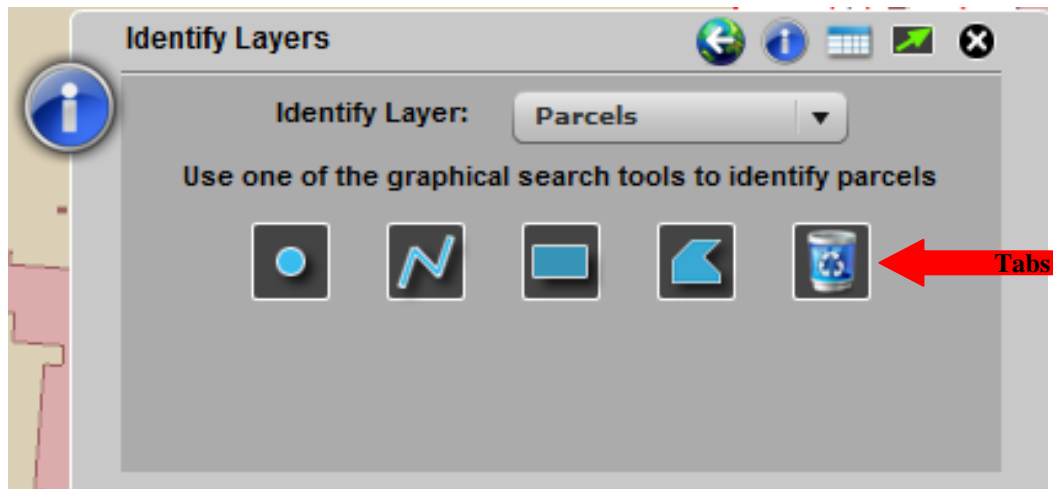 Identify Layers
Identify Layer: Parcels
Use one of the graphical search tools to identify parcels
Tabs